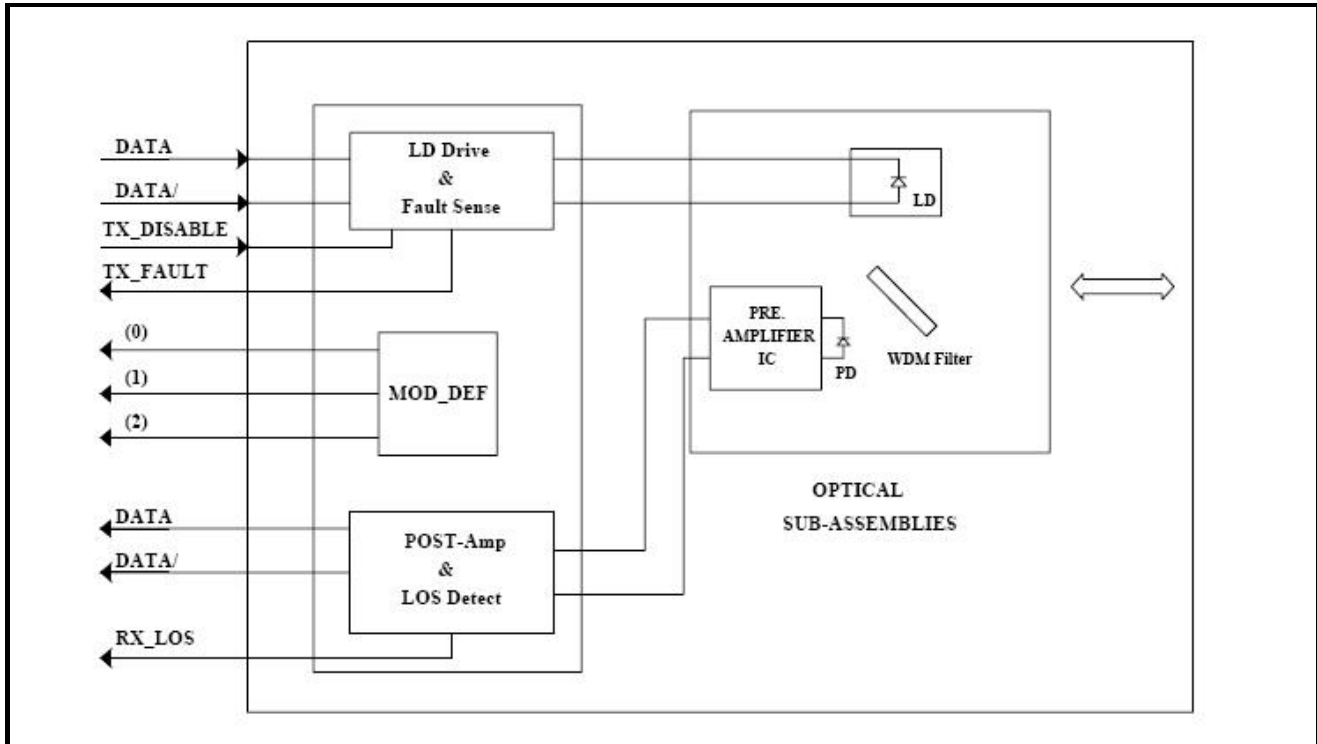 DATA
DATA/
TX_DISABLE
TX_FAULT
LD Drive
&
Fault Sense
LD
(0)
(1)
(2)
MOD_DEF
PRE.
AMPLIFIER
IC
PD
WDM Filter
OPTICAL
SUB-ASSEMBLIES
DATA
DATA/
RX_LOS
POST-Amp
&
LOS Detect